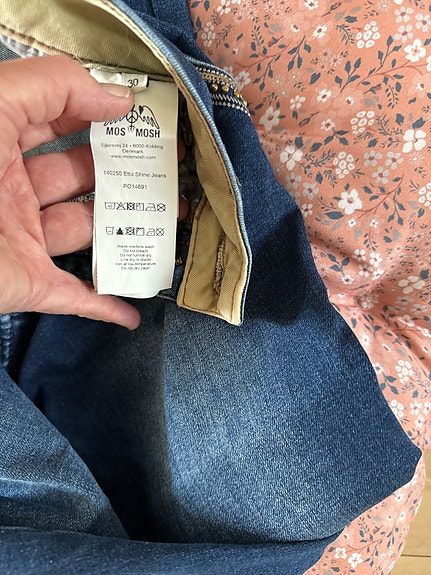 30
MOS MOSH
Ejlersvej 24 • 6000 Kolding
Denmark
www.mosmosh.com
140250 Etta Shine Jeans
PO14691
Warm machine wash
Do not bleach
Do not tumble dry
Line dry in shade
Iron at low temperature
Do not dry clean